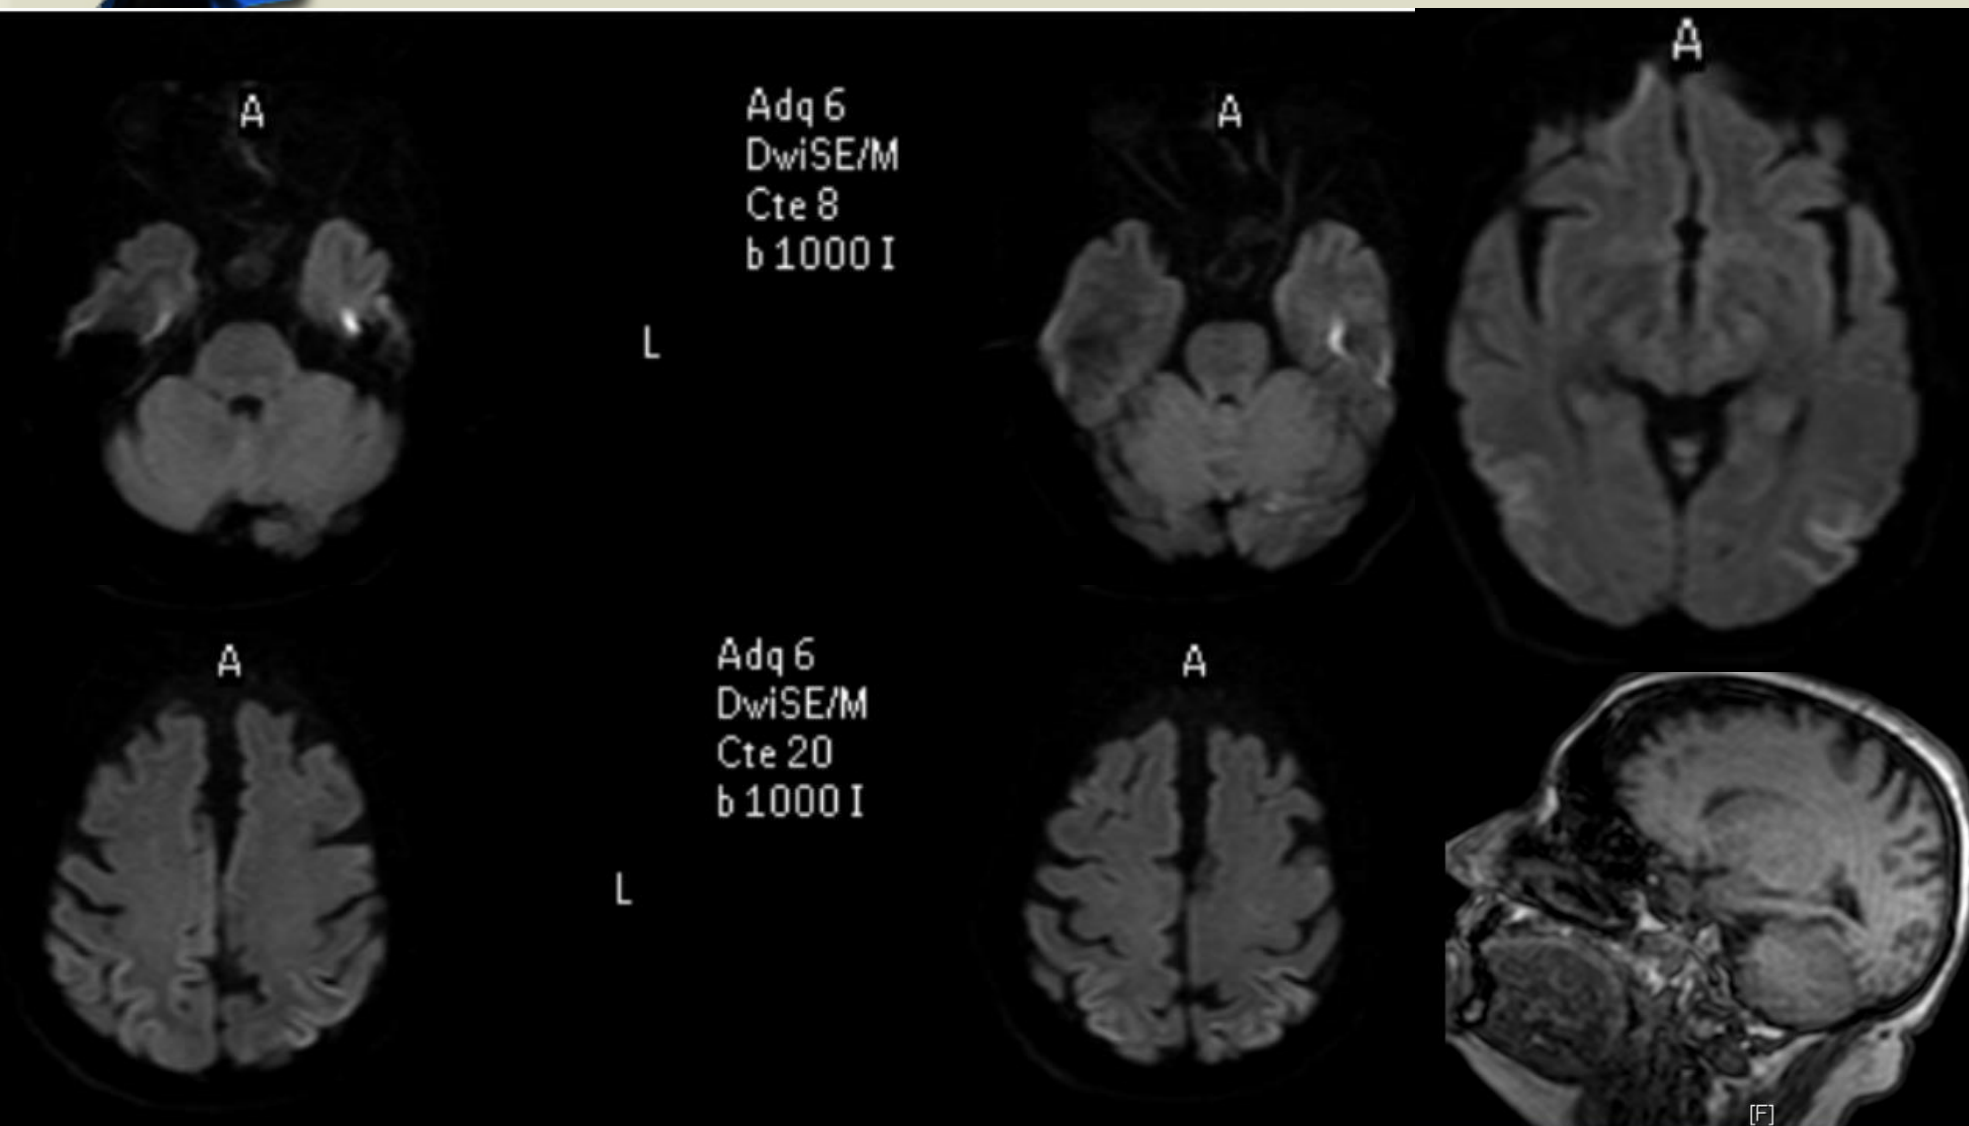 A
A
A
Adq 6
DwiSE/M
Cte 8
b 1000 I
L
A
A
Adq 6
DwiSE/M
Cte 20
b 1000 I
L
[F]